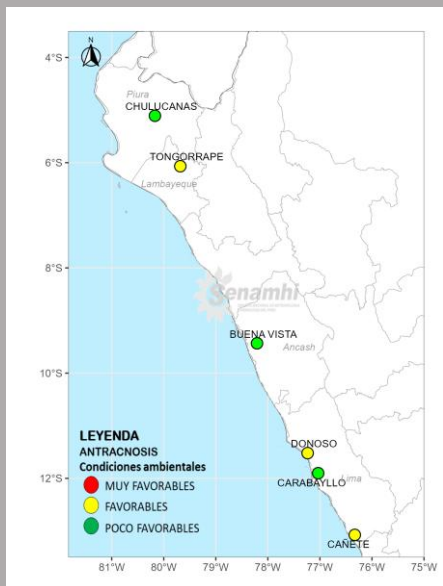 N
4°S
Piura
CHULUCANAS
TONGORRAPE
6°S
Lambayeque
8°S
Senamhi
BUENA VISTA
Ancash
10°S
DONOSO
LEYENDA
ANTRACNOSIS
Condiciones ambientales
MUY FAVORABLES
FAVORABLES
POCO FAVORABLES
12°S
CARABAYLLO
Lima
CAÑETE
81°W 80°W 79°W 78°W 77°W 76°W 75°W